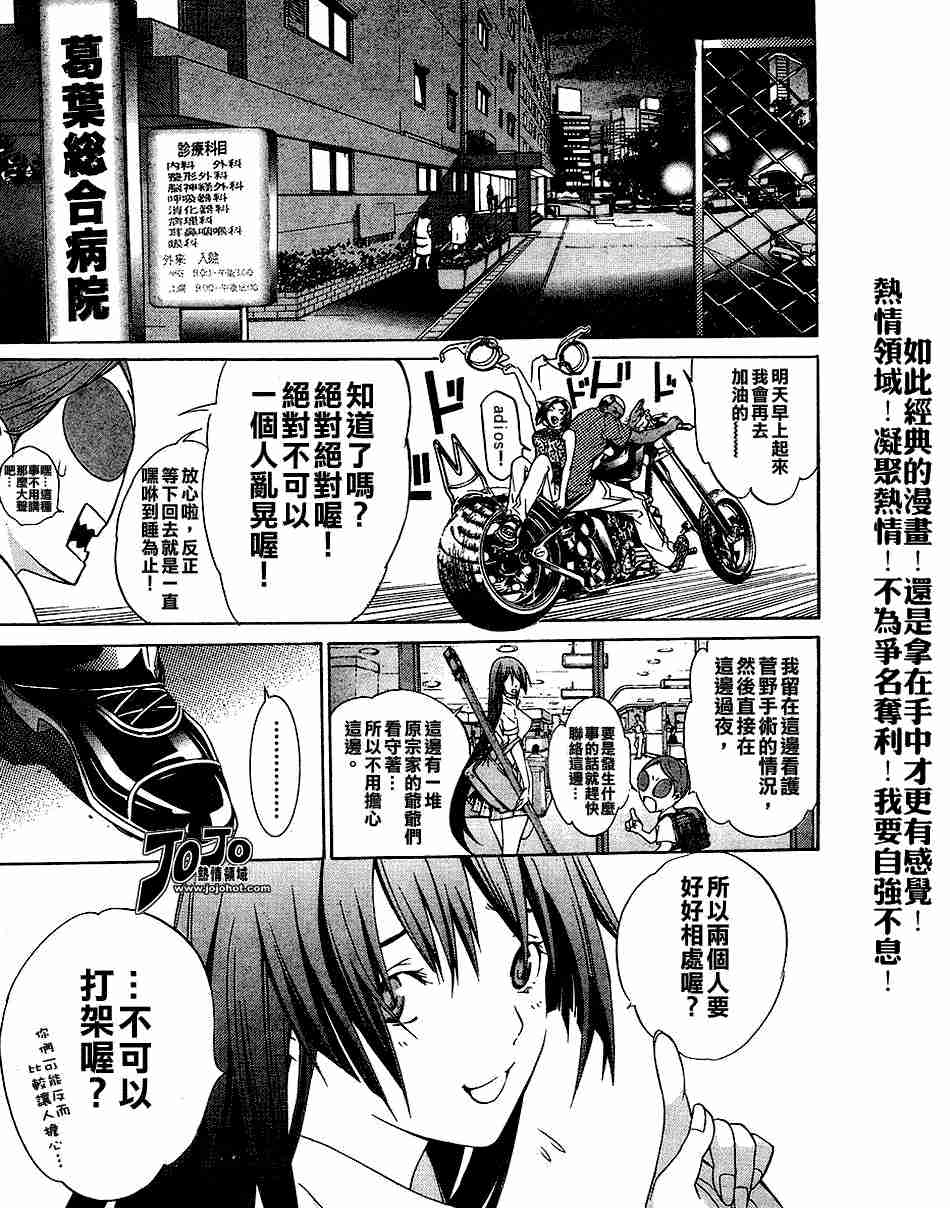 葛葉総合病院
診療科目
内科　外科
整形外科
脳神経外科
呼吸器科
消化器科
病理科
耳鼻咽喉科
眼科
外来　入院
明天早上起來
我會再去
加油的……
adios—
ドドド
ドドド
知道了嗎？
絕對絕對喔！
絕對不可以
一個人亂晃喔！
放心啦，反正
等下回去就是一直
嘿咻到睡為止！
嘿…這種
事不用講
那麼大聲
吧…
我留在這邊看護
菅野手術的情況，
然後直接在
這邊過夜，
要是發生什麼
事的話就趕快
聯絡這邊…
這邊有一堆
原宗家的爺爺們
看守著…
所以不用擔心
這邊。
………
………
所以兩個人要
好好相處喔？
…不可以
打架喔？
你們可能反而
比較讓人擔心…
JOJO
熱情領域
www.jojohot.com
如此經典的漫畫！還是拿在手中才更有感覺！
熱情領域！凝聚熱情！不為爭名奪利！我要自強不息！